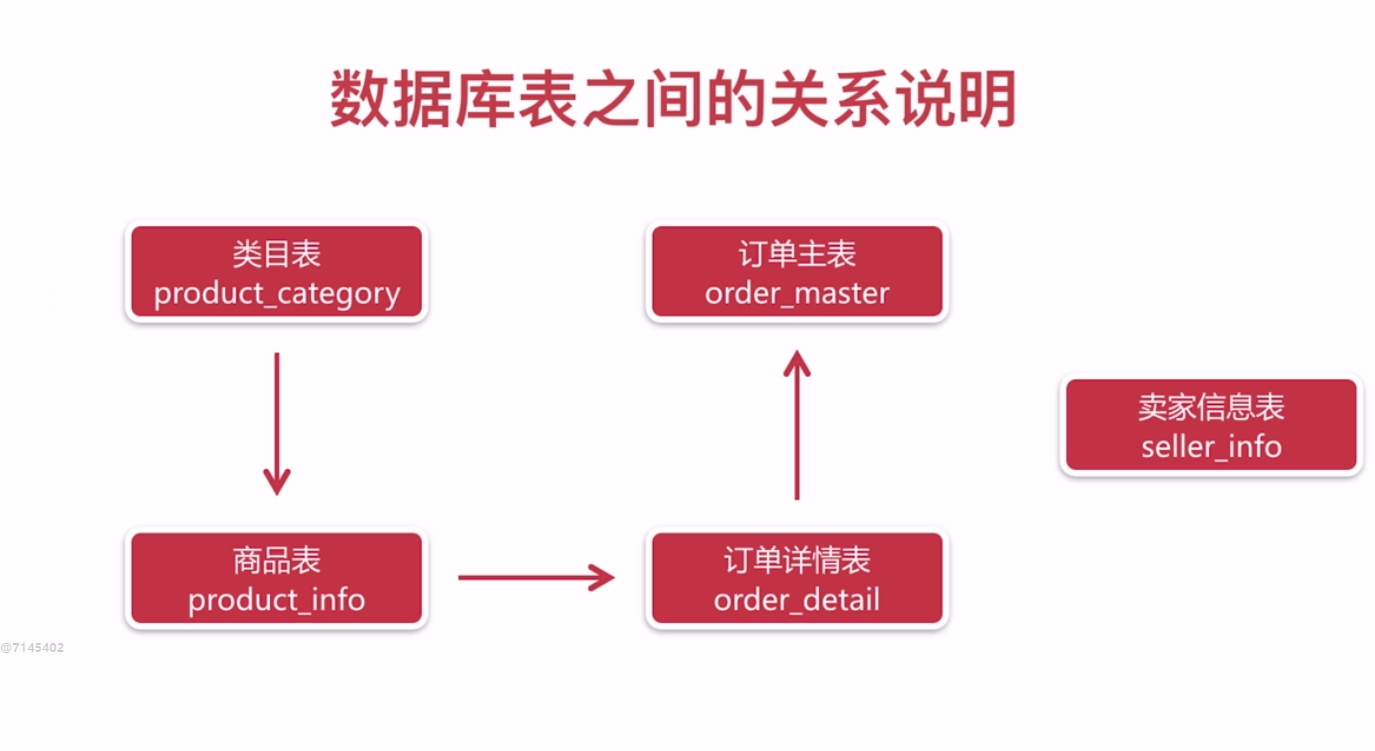 数据库表之间的关系说明
类目表
product_category
订单主表
order_master
卖家信息表
seller_info
商品表
product_info
订单详情表
order_detail
@7145402